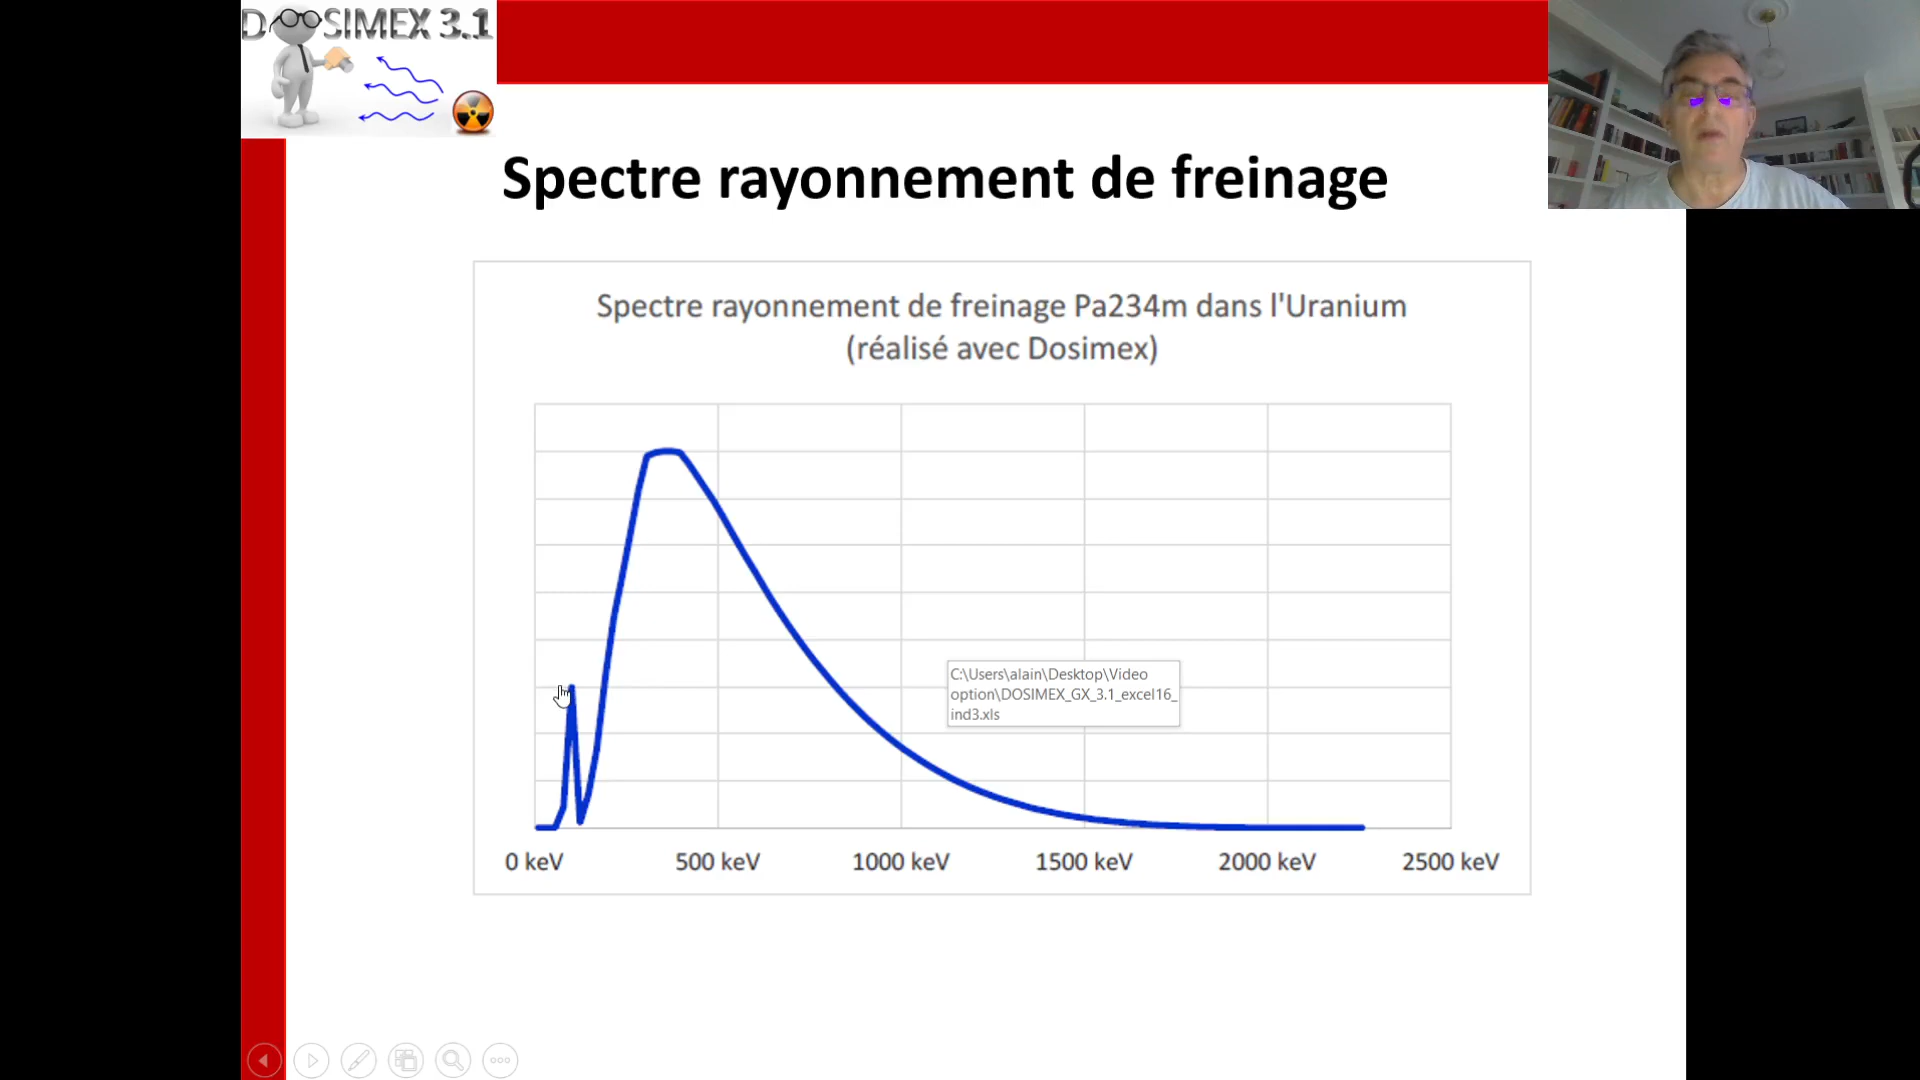 DOSIMEX 3.1
Spectre rayonnement de freinage
Spectre rayonnement de freinage Pa234m dans l'Uranium
(réalisé avec Dosimex)
C:\Users\alain\Desktop\Video
option\DOSIMEX_GX_3.1_excel16_
ind3.xls
0 keV 500 keV 1000 keV 1500 keV 2000 keV 2500 keV